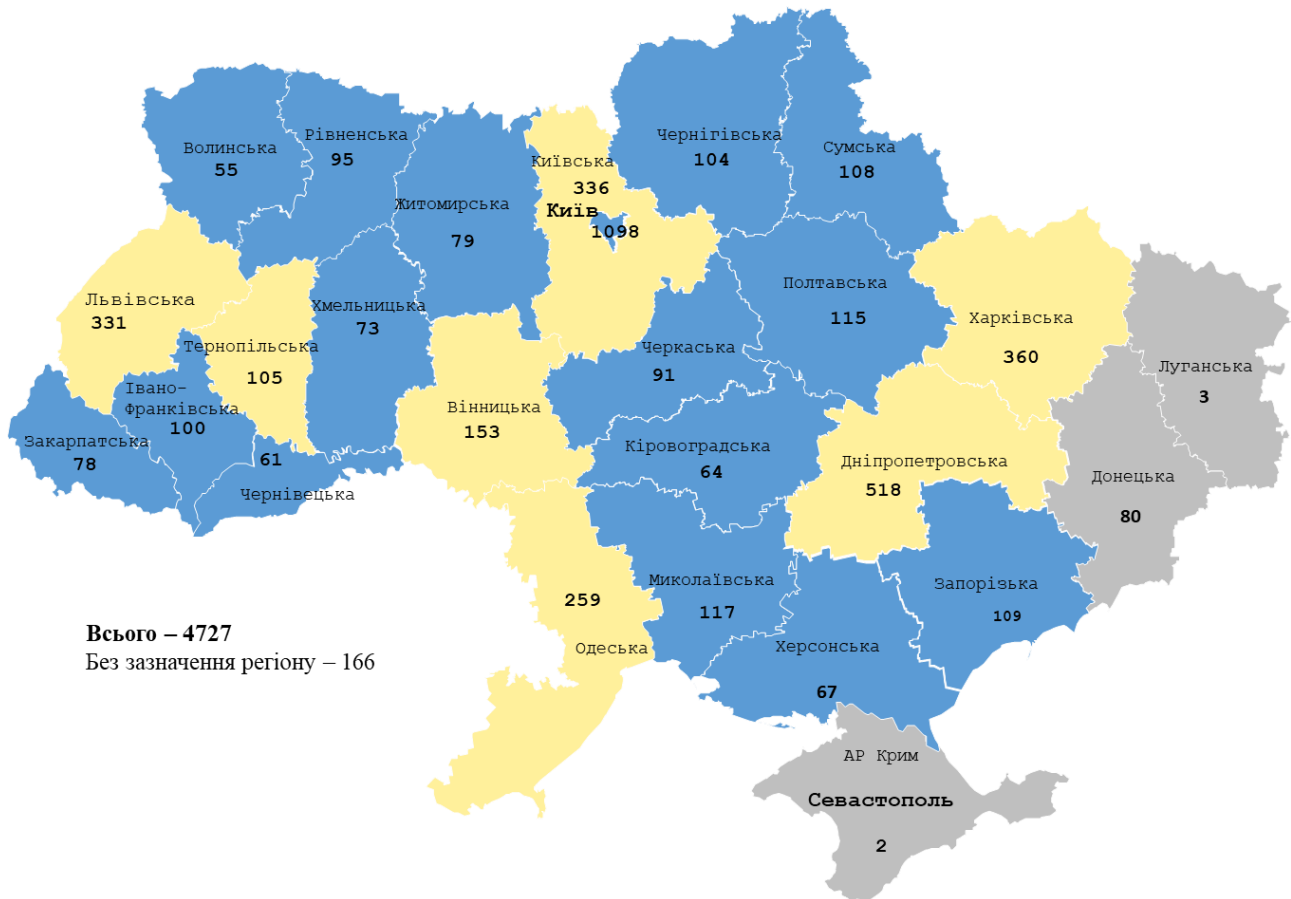 Волинська
55
Рівненська
95
Житомирська
79
Київська
336
Київ
1098
Чернігівська
104
Сумська
108
Львівська
331
Тернопільська
105
Хмельницька
73
Полтавська
115
Харківська
360
Луганська
3
Івано-
Франківська
100
Закарпатська
78
61
Чернівецька
Вінницька
153
Черкаська
91
Кіровоградська
64
Дніпропетровська
518
Донецька
80
259
Одеська
Миколаївська
117
Запорізька
109
Херсонська
67
Всього – 4727
Без зазначення регіону – 166
АР Крим
Севастополь
2